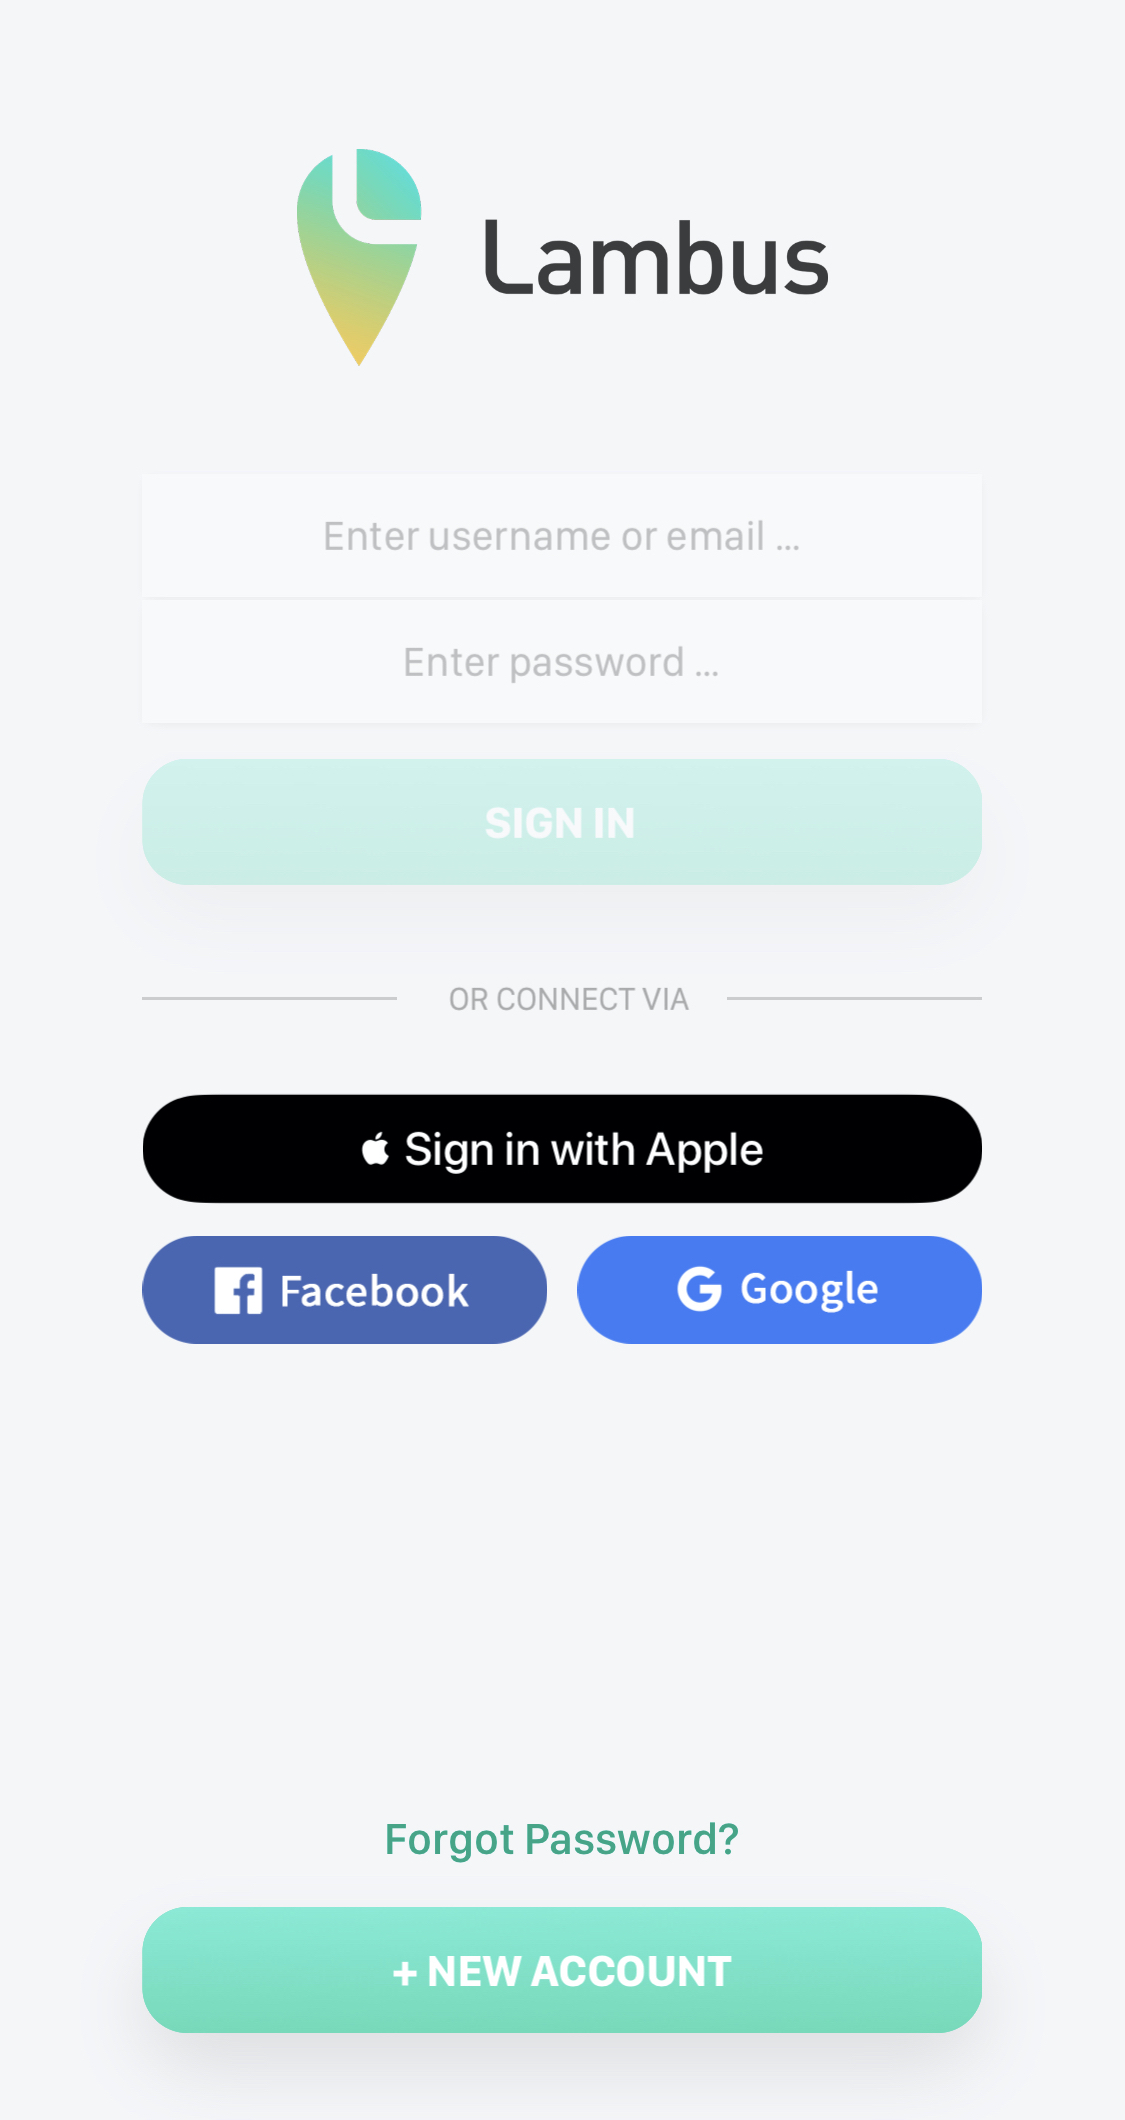 Lambus
Enter username or email ...
Enter password ...
SIGN IN
OR CONNECT VIA
Sign in with Apple
Facebook
Google
Forgot Password?
+ NEW ACCOUNT